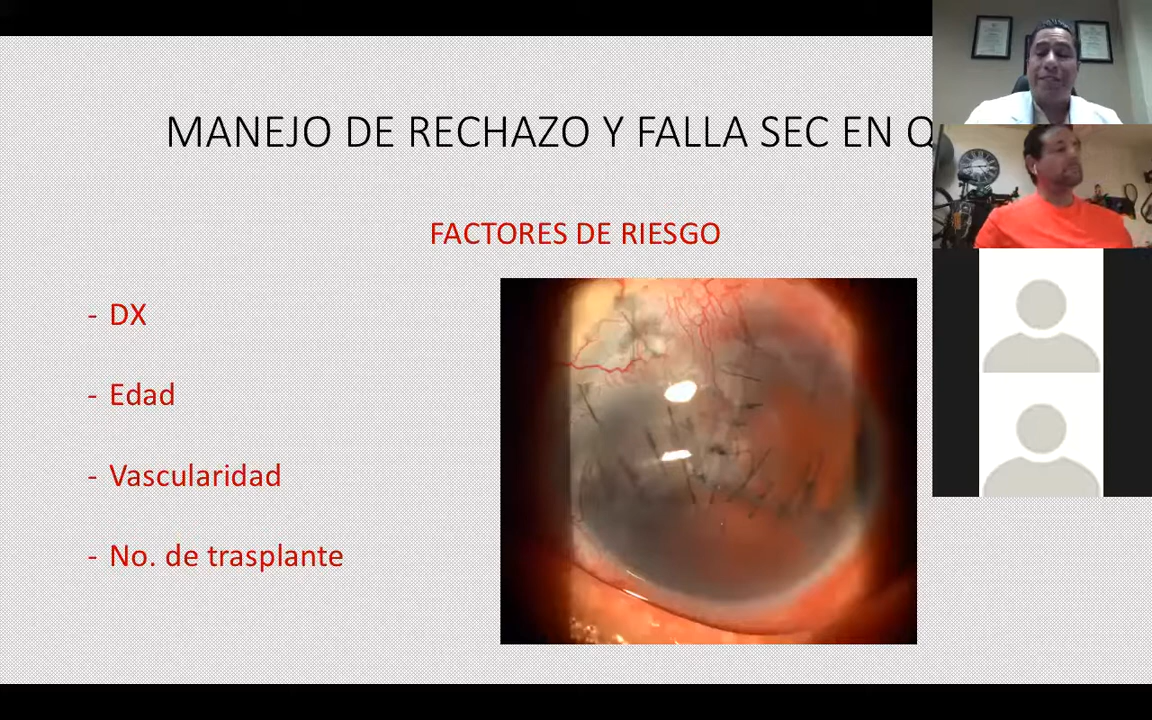 MANEJO DE RECHAZO Y FALLA SEC EN Q
FACTORES DE RIESGO
- DX
- Edad
- Vascularidad
- No. de trasplante